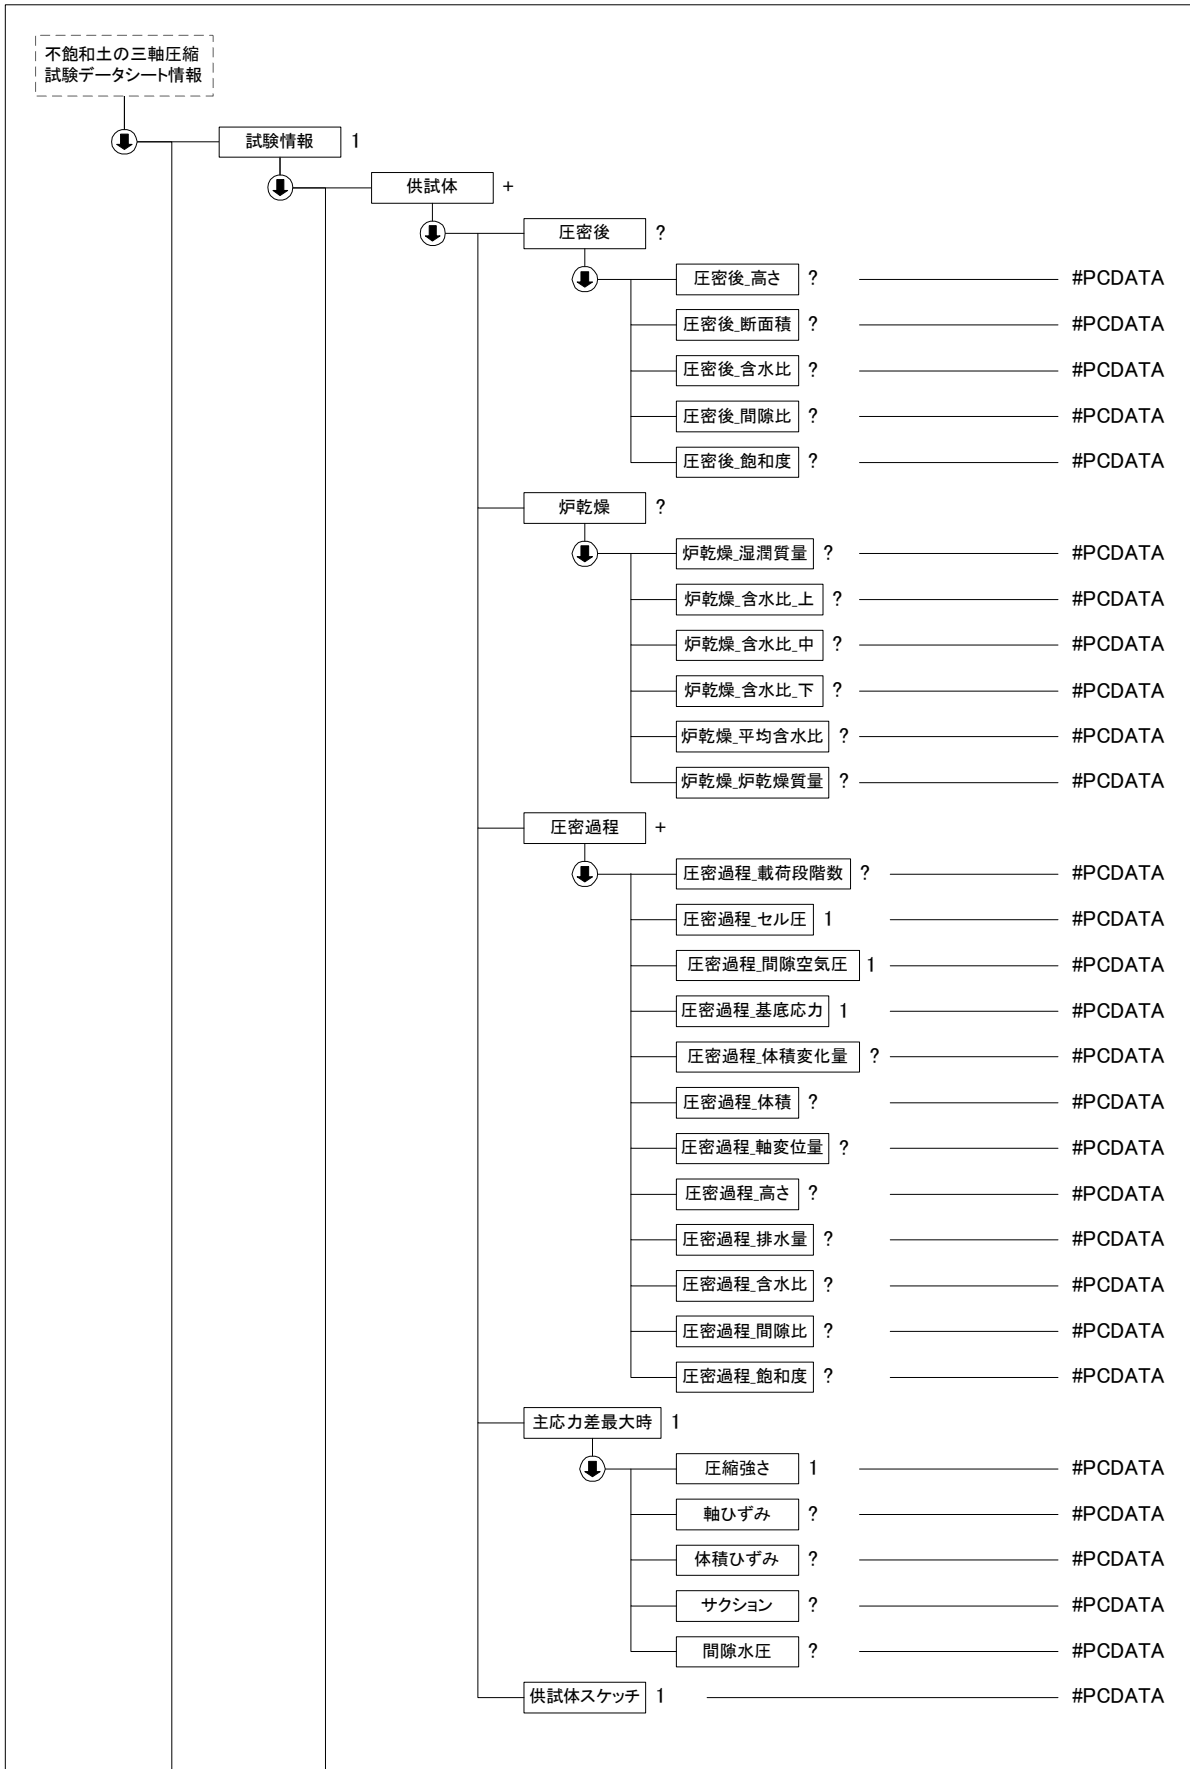 不飽和土の三軸圧縮
試験データシート情報
試験情報 1
供試体 +
圧密後 ?
圧密後_高さ ? #PCDATA
圧密後_断面積 ? #PCDATA
圧密後_含水比 ? #PCDATA
圧密後_間隙比 ? #PCDATA
圧密後_飽和度 ? #PCDATA
炉乾燥 ?
炉乾燥_湿潤質量 ? #PCDATA
炉乾燥_含水比_上 ? #PCDATA
炉乾燥_含水比_中 ? #PCDATA
炉乾燥_含水比_下 ? #PCDATA
炉乾燥_平均含水比 ? #PCDATA
炉乾燥_炉乾燥質量 ? #PCDATA
圧密過程 +
圧密過程_載荷段階数 ? #PCDATA
圧密過程_セル圧 1 #PCDATA
圧密過程_間隙空気圧 1 #PCDATA
圧密過程_基底応力 1 #PCDATA
圧密過程_体積変化量 ? #PCDATA
圧密過程_体積 ? #PCDATA
圧密過程_軸変位量 ? #PCDATA
圧密過程_高さ ? #PCDATA
圧密過程_排水量 ? #PCDATA
圧密過程_含水比 ? #PCDATA
圧密過程_間隙比 ? #PCDATA
圧密過程_飽和度 ? #PCDATA
主応力差最大時 1
圧縮強さ 1 #PCDATA
軸ひずみ ? #PCDATA
体積ひずみ ? #PCDATA
サクション ? #PCDATA
間隙水圧 ? #PCDATA
供試体スケッチ 1 #PCDATA